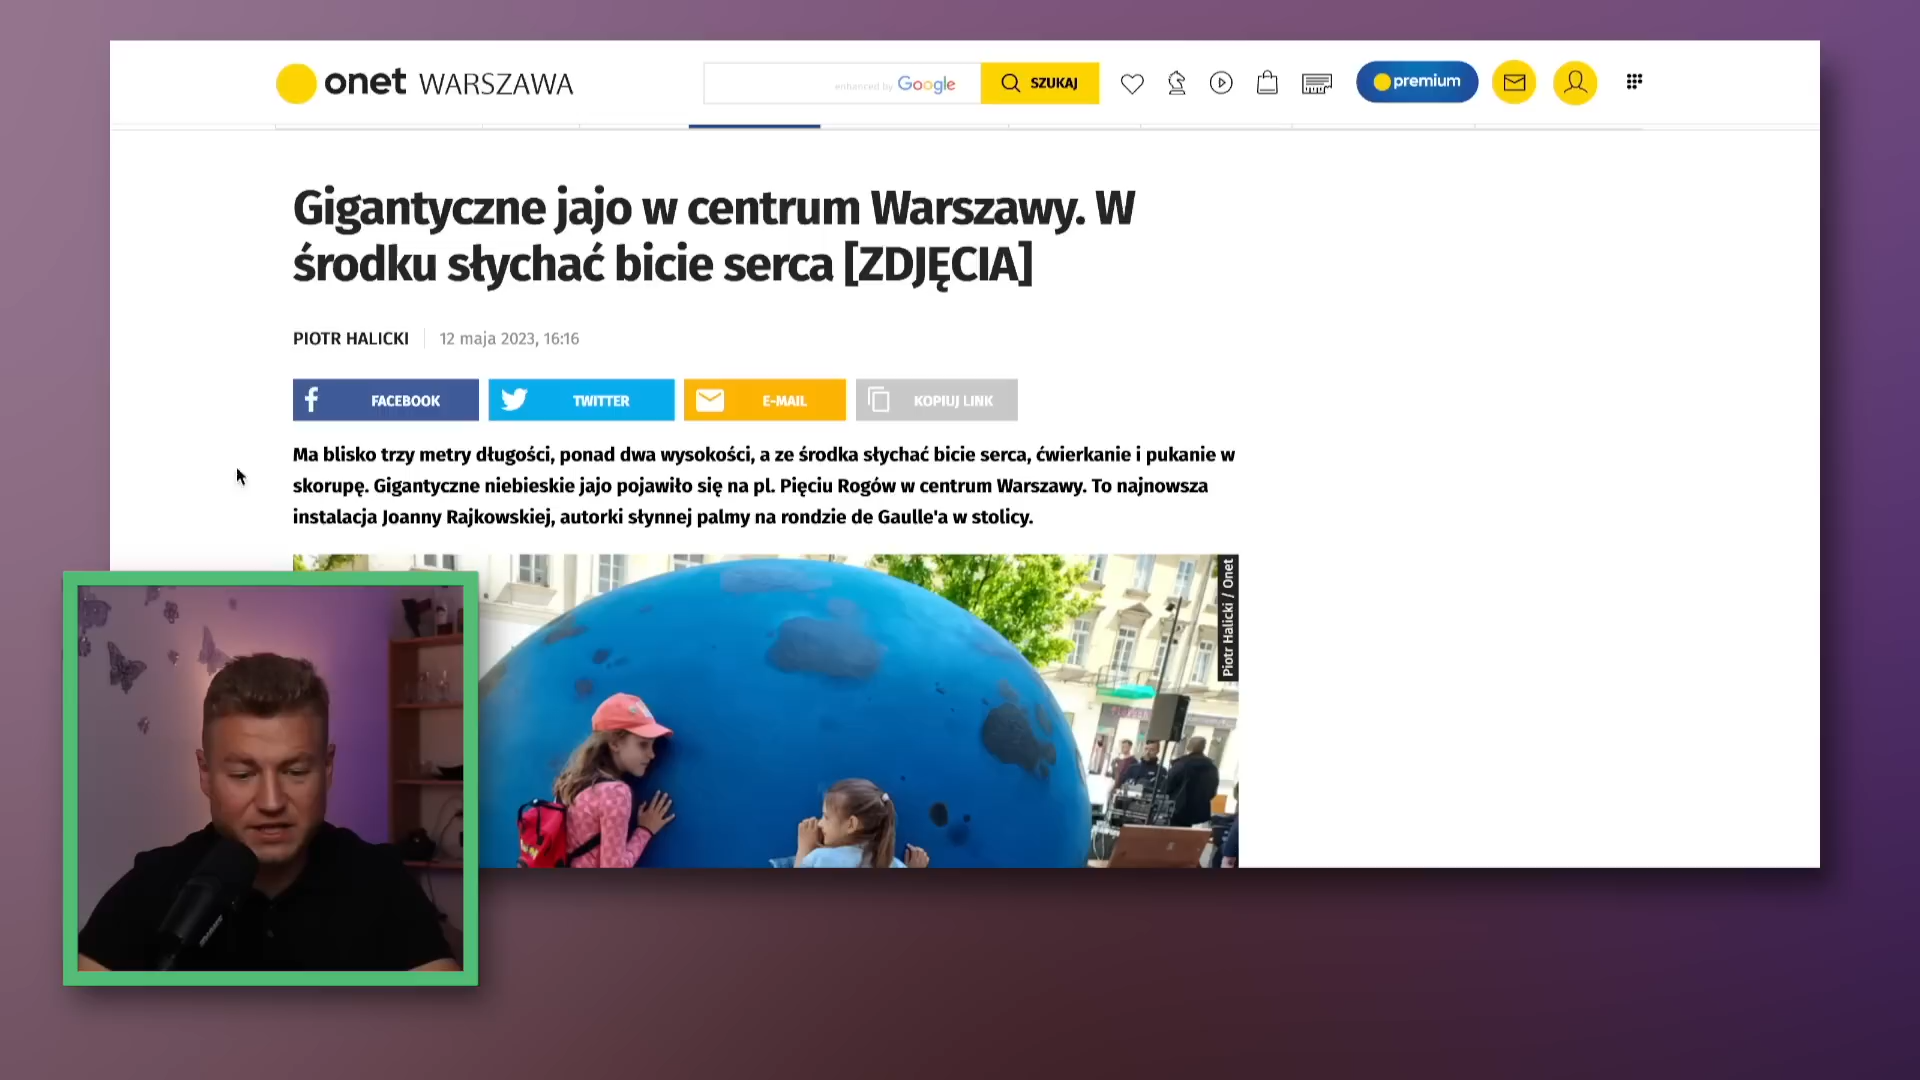 onet WARSZAWA
enhanced by Google
SZUKAJ
premium
Gigantyczne jajo w centrum Warszawy. W
środku słychać bicie serca [ZDJĘCIA]
PIOTR HALICKI
12 maja 2023, 16:16
FACEBOOK
TWITTER
E-MAIL
KOPIUJ LINK
Ma blisko trzy metry długości, ponad dwa wysokości, a ze środka słychać bicie serca, ćwierkanie i pukanie w
skorupę. Gigantyczne niebieskie jajo pojawiło się na pl. Pięciu Rogów w centrum Warszawy. To najnowsza
instalacja Joanny Rajkowskiej, autorki słynnej palmy na rondzie de Gaulle'a w stolicy.
Piotr Halicki / Onet